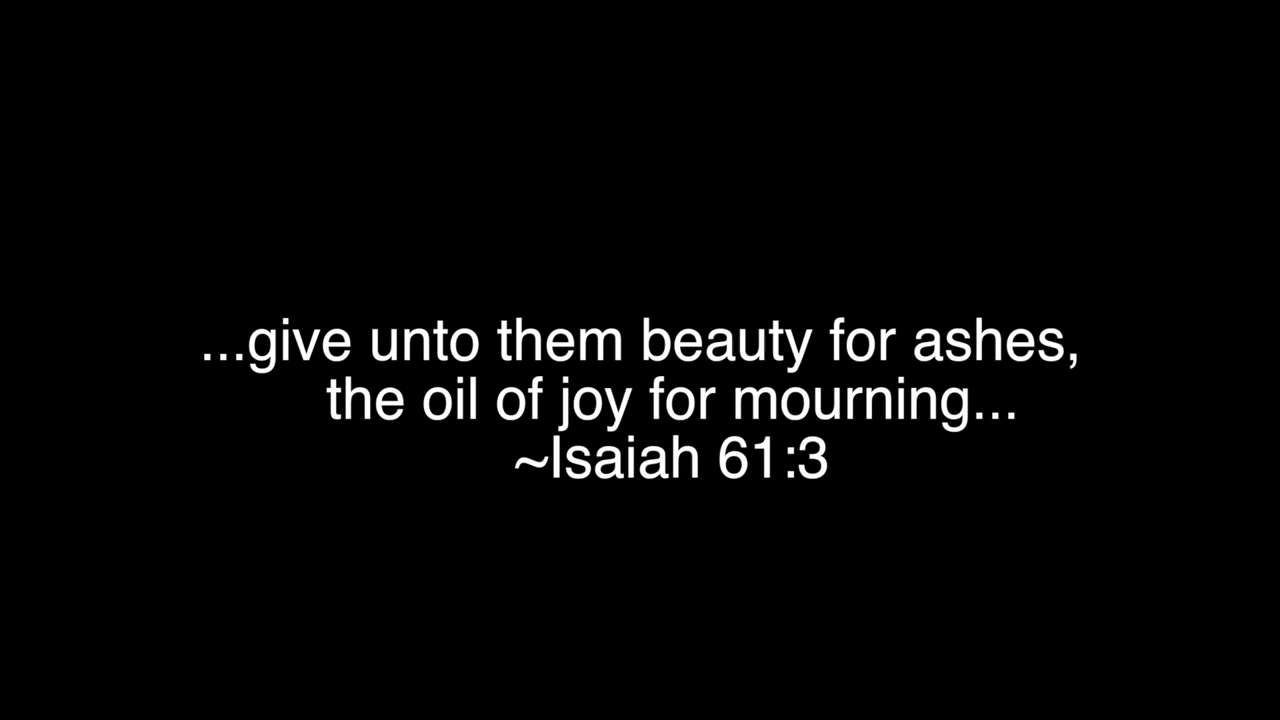 ...give unto them beauty for ashes,
the oil of joy for mourning...
~Isaiah 61:3